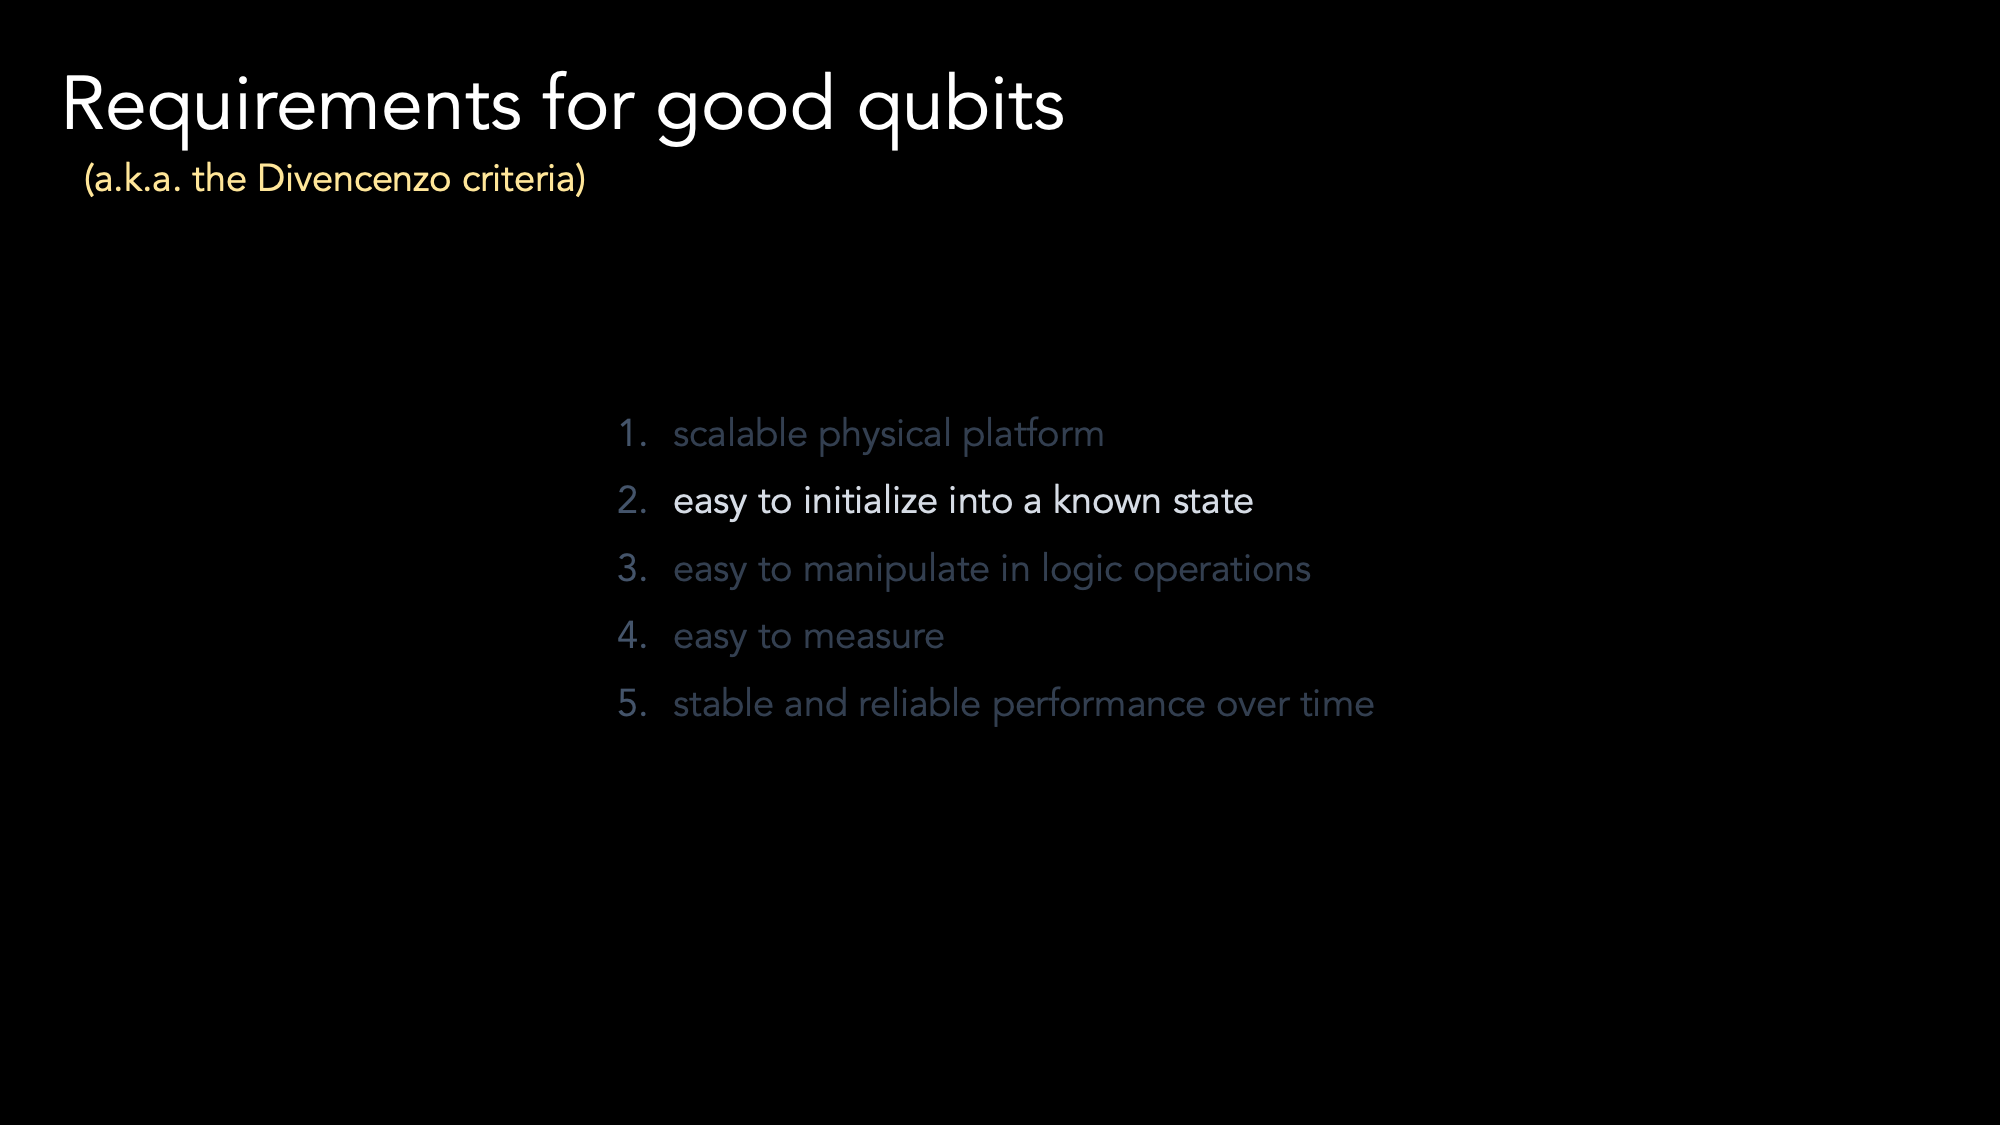 Requirements for good qubits
(a.k.a. the Divencenzo criteria)
1. scalable physical platform
2. easy to initialize into a known state
3. easy to manipulate in logic operations
4. easy to measure
5. stable and reliable performance over time